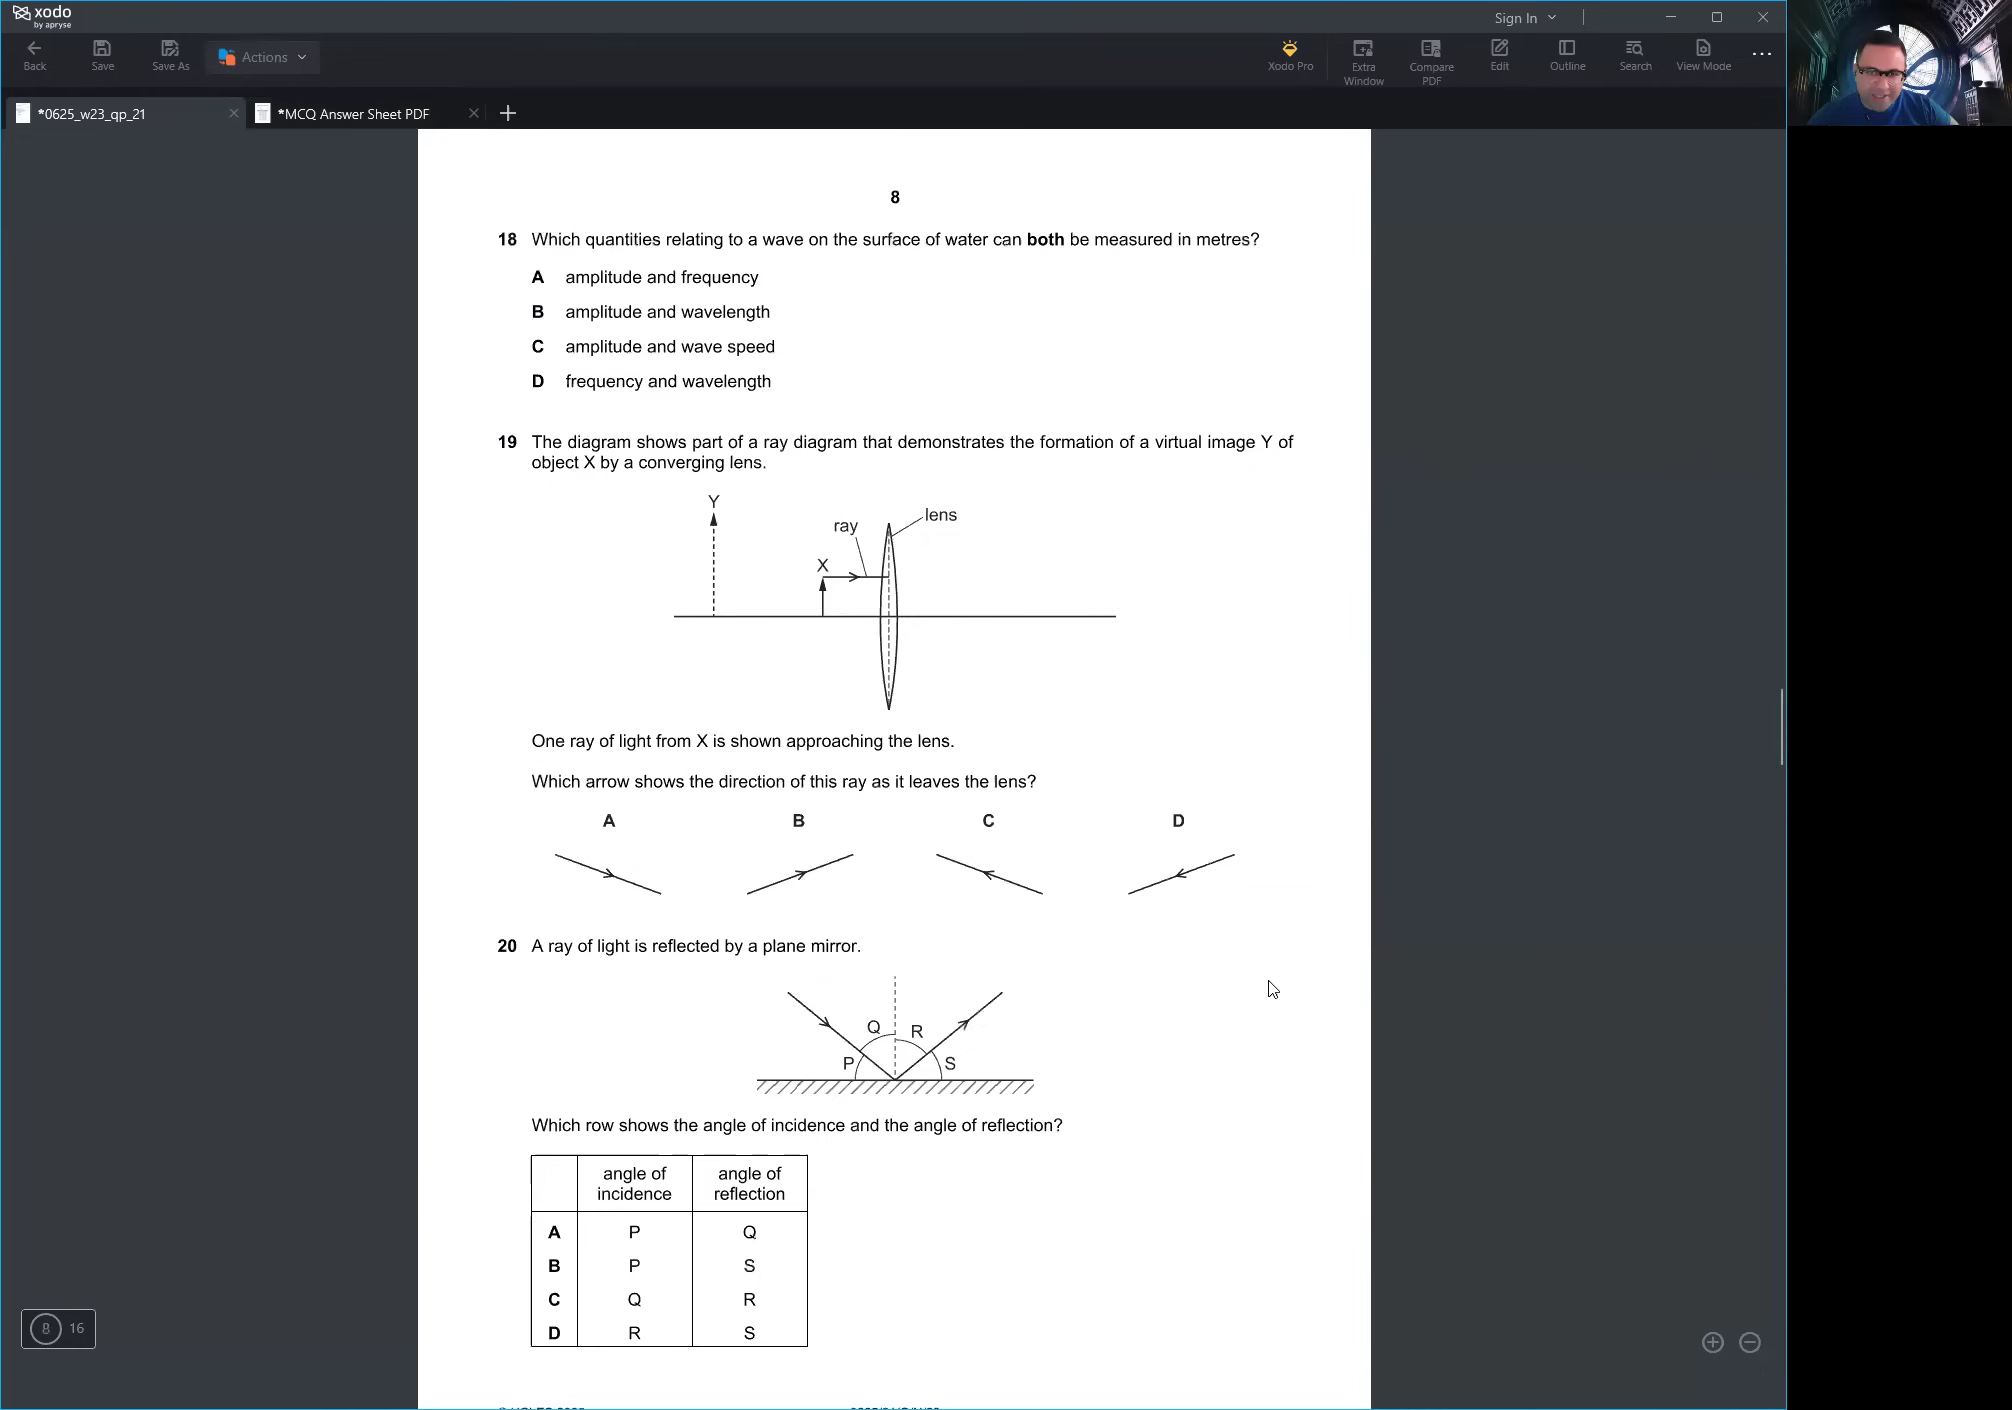 xodo
by apryse
Sign In
Back
Save
Save As
Actions
Xodo Pro
Extra Window
Compare PDF
Edit
Outline
Search
View Mode
*0625_w23_qp_21
*MCQ Answer Sheet PDF
8
18 Which quantities relating to a wave on the surface of water can both be measured in metres?
A amplitude and frequency
B amplitude and wavelength
C amplitude and wave speed
D frequency and wavelength
19 The diagram shows part of a ray diagram that demonstrates the formation of a virtual image Y of
object X by a converging lens.
Y
lens
ray
X
One ray of light from X is shown approaching the lens.
Which arrow shows the direction of this ray as it leaves the lens?
A B C D
20 A ray of light is reflected by a plane mirror.
Q R
P S
Which row shows the angle of incidence and the angle of reflection?
angle of incidence angle of reflection
A P Q
B P S
C Q R
D R S
8 16